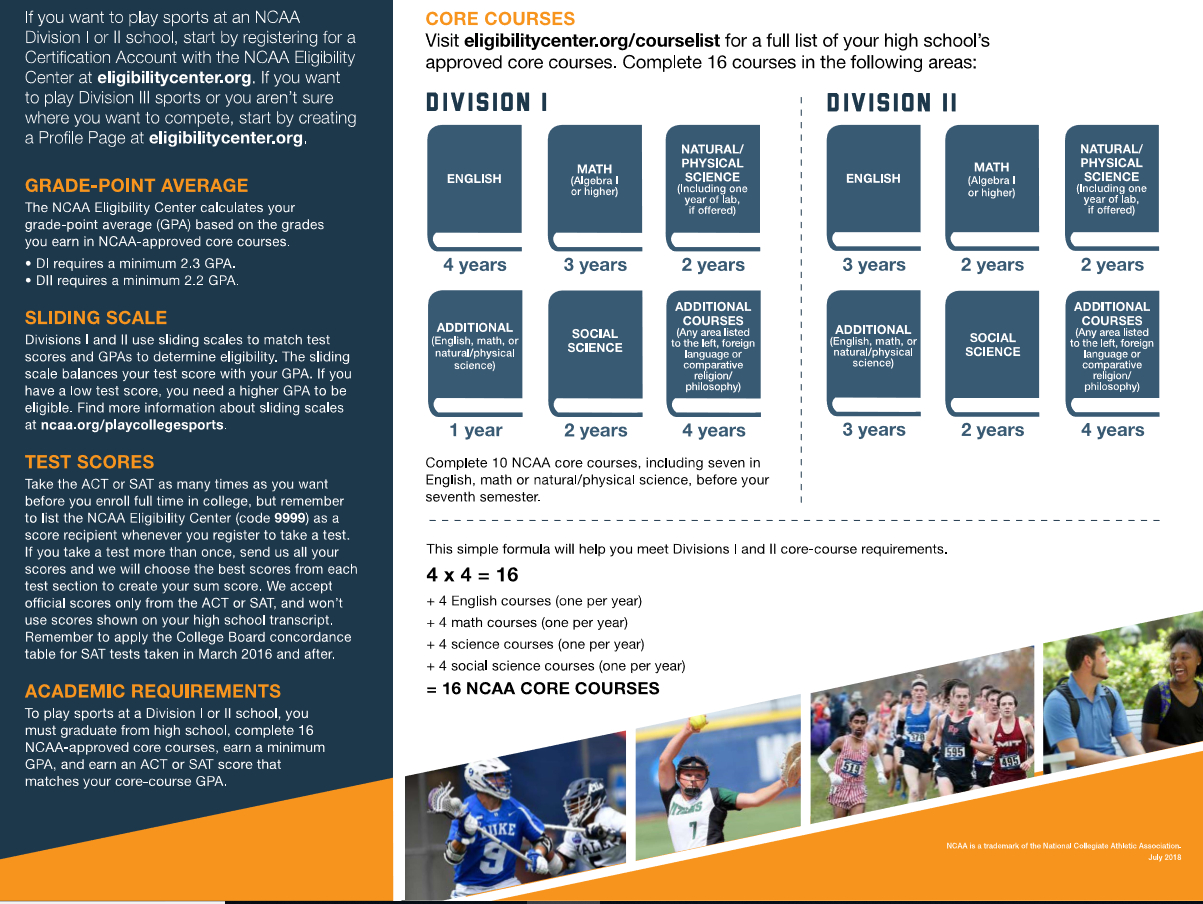 If you want to play sports at an NCAA
Division I or II school, start by registering for a
Certification Account with the NCAA Eligibility
Center at eligibilitycenter.org. If you want
to play Division III sports or you aren't sure
where you want to compete, start by creating
a Profile Page at eligibilitycenter.org.
GRADE-POINT AVERAGE
The NCAA Eligibility Center calculates your
grade-point average (GPA) based on the grades
you earn in NCAA-approved core courses.
• DI requires a minimum 2.3 GPA.
• DII requires a minimum 2.2 GPA.
SLIDING SCALE
Divisions I and II use sliding scales to match test
scores and GPAs to determine eligibility. The sliding
scale balances your test score with your GPA. If you
have a low test score, you need a higher GPA to be
eligible. Find more information about sliding scales
at ncaa.org/playcollegesports.
TEST SCORES
Take the ACT or SAT as many times as you want
before you enroll full time in college, but remember
to list the NCAA Eligibility Center (code 9999) as a
score recipient whenever you register to take a test.
If you take a test more than once, send us all your
scores and we will choose the best scores from each
test section to create your sum score. We accept
official scores only from the ACT or SAT, and won't
use scores shown on your high school transcript.
Remember to apply the College Board concordance
table for SAT tests taken in March 2016 and after.
ACADEMIC REQUIREMENTS
To play sports at a Division I or II school, you
must graduate from high school, complete 16
NCAA-approved core courses, earn a minimum
GPA, and earn an ACT or SAT score that
matches your core-course GPA.
CORE COURSES
Visit eligibilitycenter.org/courselist for a full list of your high school's
approved core courses. Complete 16 courses in the following areas:
DIVISION I
ENGLISH
4 years
MATH
(Algebra I
or higher)
3 years
NATURAL/
PHYSICAL
SCIENCE
(Including one
year of lab,
if offered)
2 years
ADDITIONAL
(English, math, or
natural/physical
science)
1 year
SOCIAL
SCIENCE
2 years
ADDITIONAL
COURSES
(Any area listed
to the left, foreign
language or
comparative
religion/
philosophy)
4 years
Complete 10 NCAA core courses, including seven in
English, math or natural/physical science, before your
seventh semester.
DIVISION II
ENGLISH
3 years
MATH
(Algebra I
or higher)
2 years
NATURAL/
PHYSICAL
SCIENCE
(Including one
year of lab,
if offered)
2 years
ADDITIONAL
(English, math, or
natural/physical
science)
3 years
SOCIAL
SCIENCE
2 years
ADDITIONAL
COURSES
(Any area listed
to the left, foreign
language or
comparative
religion/
philosophy)
4 years
This simple formula will help you meet Divisions I and II core-course requirements.
4 x 4 = 16
+ 4 English courses (one per year)
+ 4 math courses (one per year)
+ 4 science courses (one per year)
+ 4 social science courses (one per year)
= 16 NCAA CORE COURSES
DUKE
9
7
513
379
595
MIT
495
NCAA is a trademark of the National Collegiate Athletic Association.
July 2018